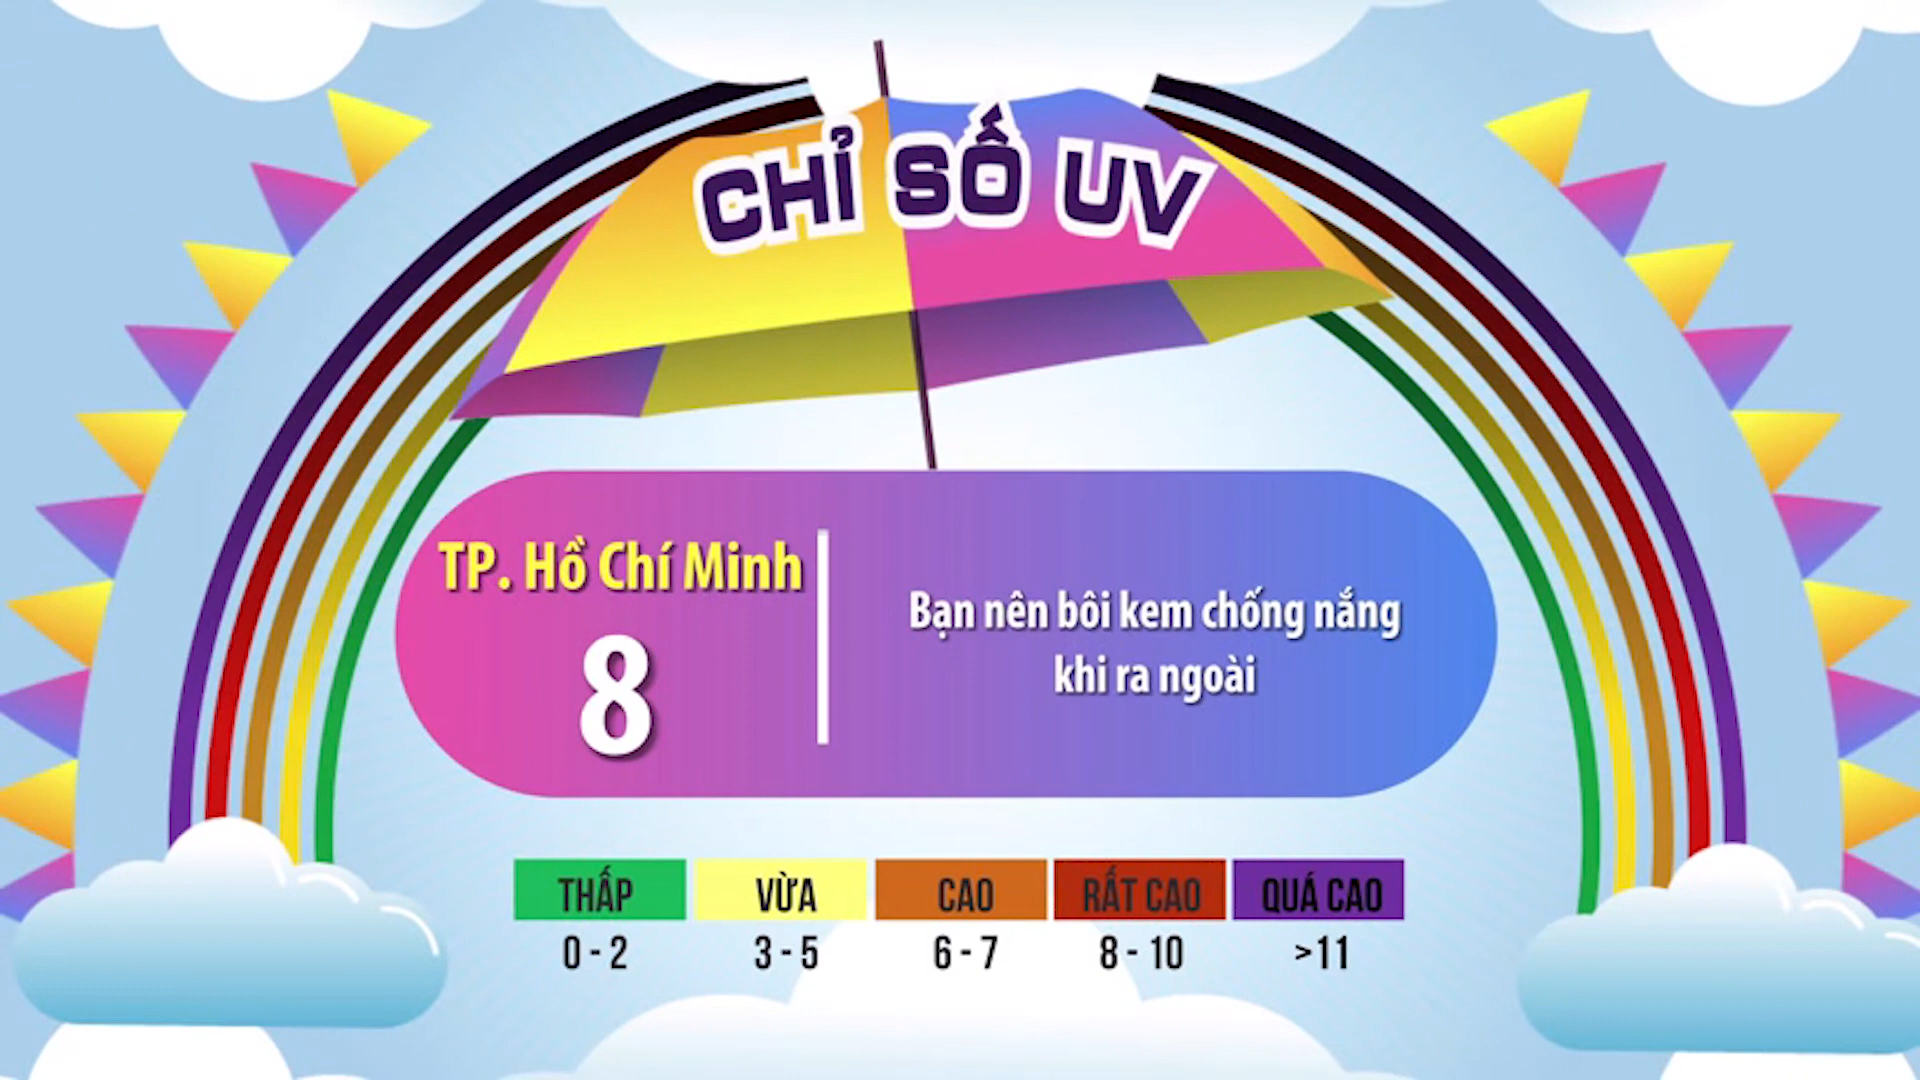 CHỈ SỐ UV
TP. Hồ Chí Minh
8
Bạn nên bôi kem chống nắng
khi ra ngoài
THẤP VỪA CAO RẤT CAO QUÁ CAO
0 - 2 3 - 5 6 - 7 8 - 10 >11